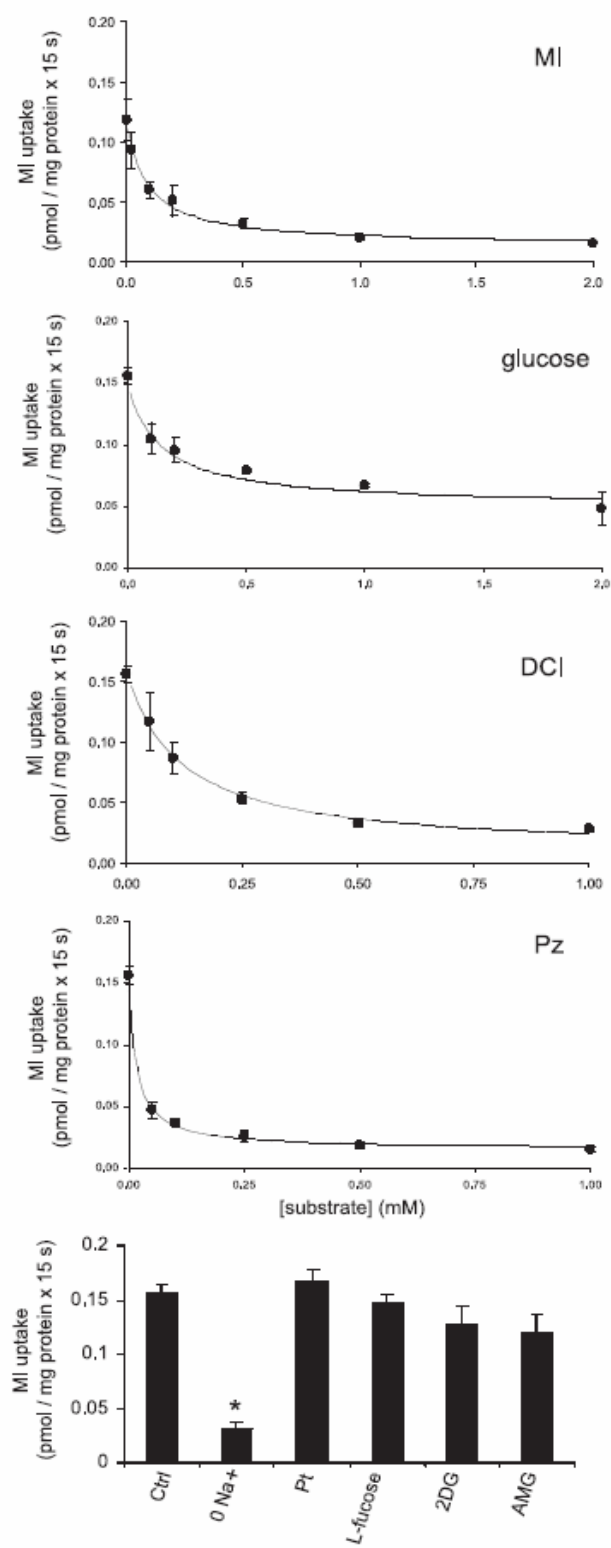 MI
MI uptake
(pmol / mg protein x 15 s)
0.20
0.15
0.10
0.05
0.00
0.0 0.5 1.0 1.5 2.0
glucose
MI uptake
(pmol / mg protein x 15 s)
0.20
0.15
0.10
0.05
0.00
0.0 0.5 1.0 1.5 2.0
DCI
MI uptake
(pmol / mg protein x 15 s)
0.20
0.15
0.10
0.05
0.00
0.00 0.25 0.50 0.75 1.00
Pz
MI uptake
(pmol / mg protein x 15 s)
0.20
0.15
0.10
0.05
0.00
0.00 0.25 0.50 0.75 1.00
[substrate] (mM)
MI uptake
(pmol / mg protein x 15 s)
0.2
0.15
0.1
0.05
0
*
Ctrl 0 Na+ Pt L-fucose 2DG AMG